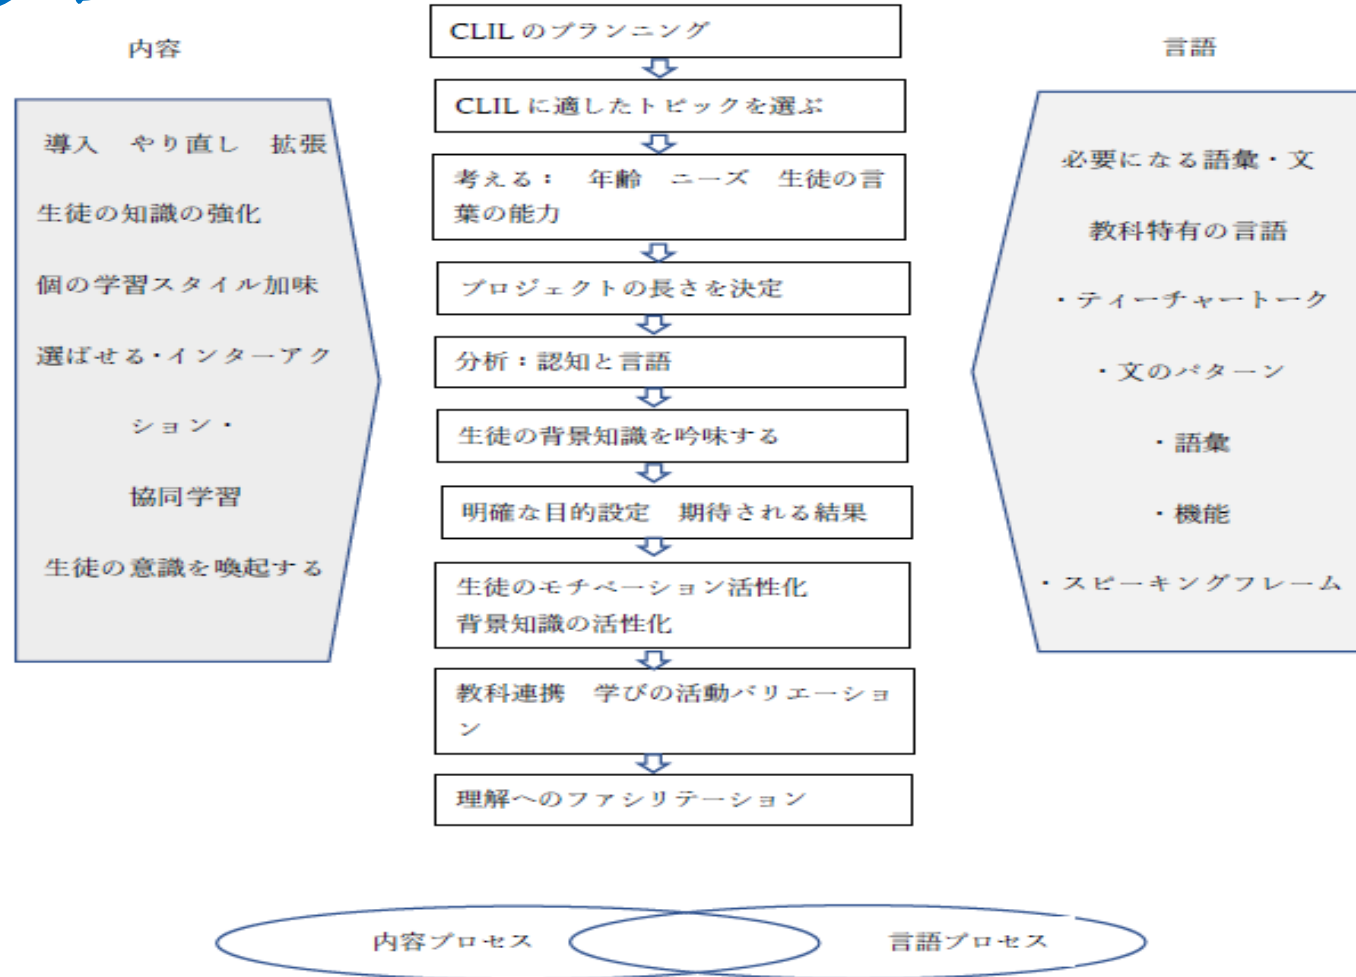 内容
導入　やり直し　拡張
生徒の知識の強化
個の学習スタイル加味
選ばせる・インターアク
ション・
協同学習
生徒の意識を喚起する
CLIL のプランニング
CLIL に適したトピックを選ぶ
考える：　年齢　ニーズ　生徒の言
葉の能力
プロジェクトの長さを決定
分析：認知と言語
生徒の背景知識を吟味する
明確な目的設定　期待される結果
生徒のモチベーション活性化
背景知識の活性化
教科連携　学びの活動バリエーショ
ン
理解へのファシリテーション
言語
必要になる語彙・文
教科特有の言語
・ティーチャートーク
・文のパターン
・語彙
・機能
・スピーキングフレーム
内容プロセス
言語プロセス